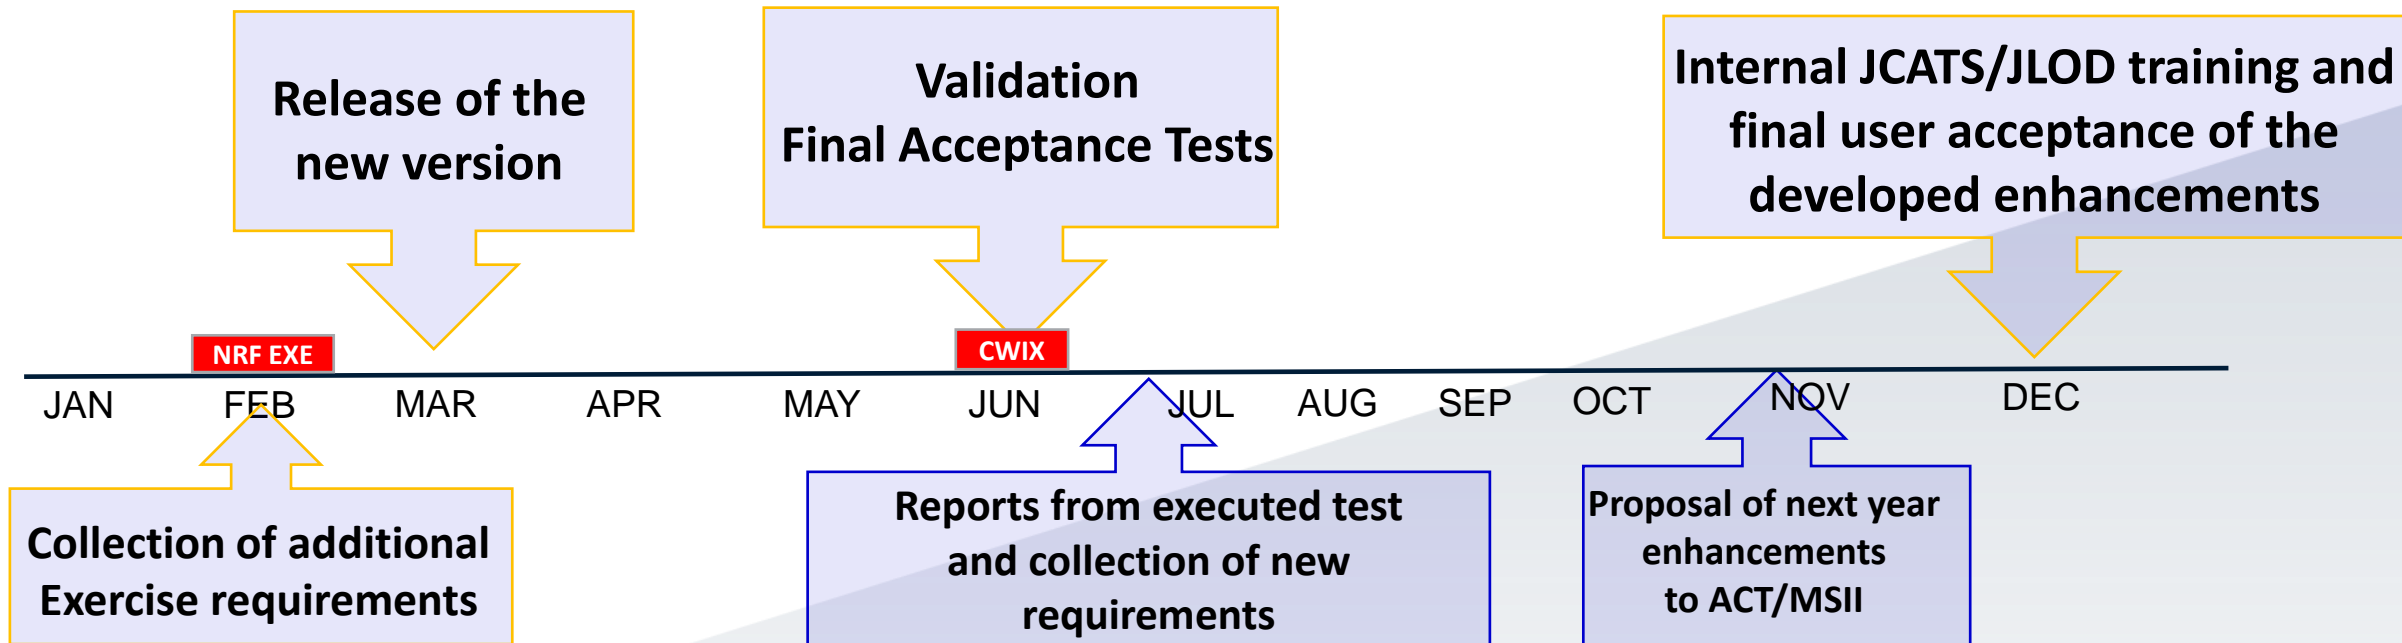 Release of the
new version
Validation
Final Acceptance Tests
Internal JCATS/JLOD training and
final user acceptance of the
developed enhancements
NRF EXE
CWIX
JAN
FEB
MAR
APR
MAY
JUN
JUL
AUG
SEP
OCT
NOV
DEC
Collection of additional
Exercise requirements
Reports from executed test
and collection of new
requirements
Proposal of next year
enhancements
to ACT/MSII